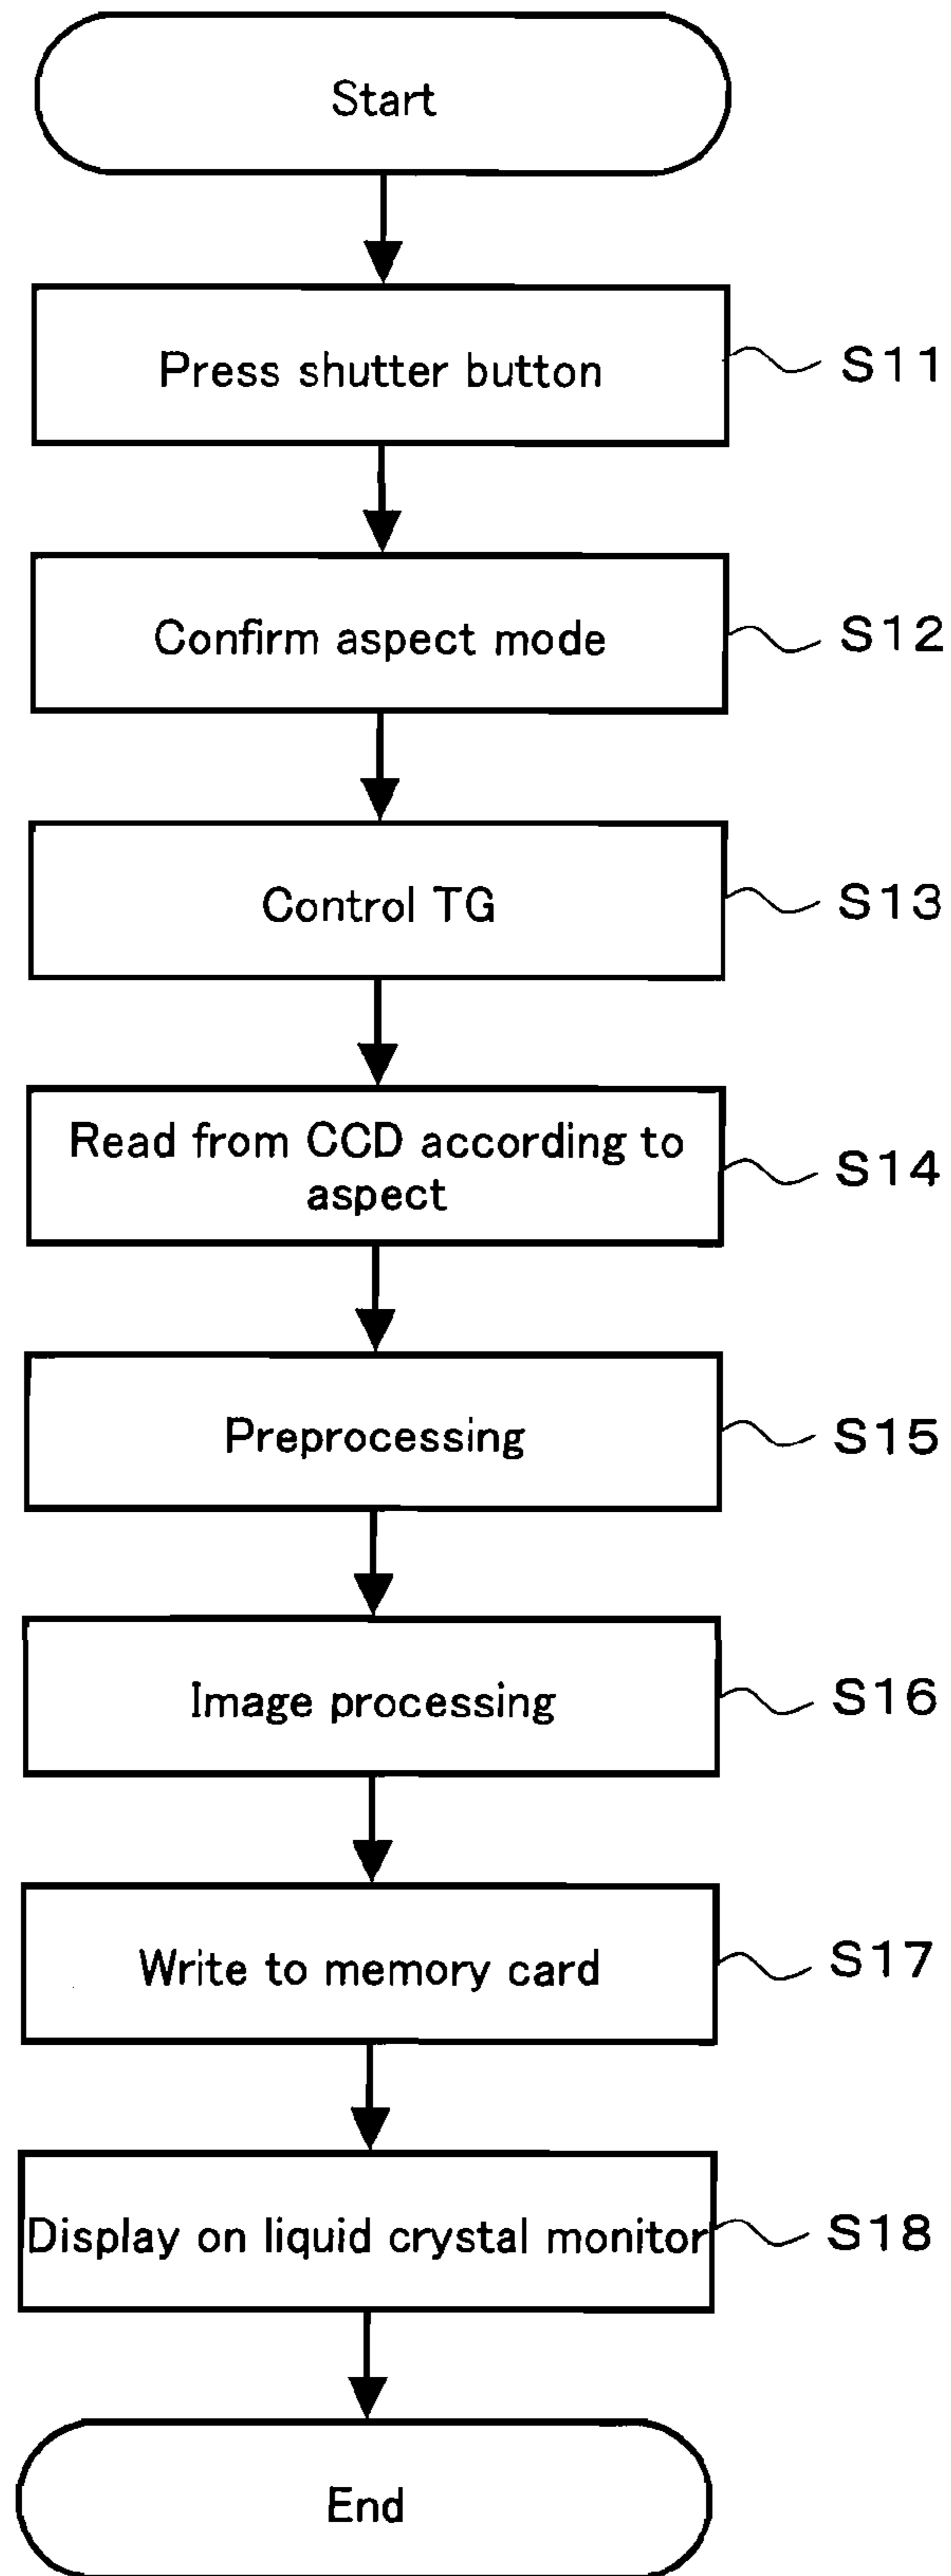 Start
Press shutter button
S11
Confirm aspect mode
S12
Control TG
S13
Read from CCD according to
aspect
S14
Preprocessing
S15
Image processing
S16
Write to memory card
S17
Display on liquid crystal monitor
S18
End